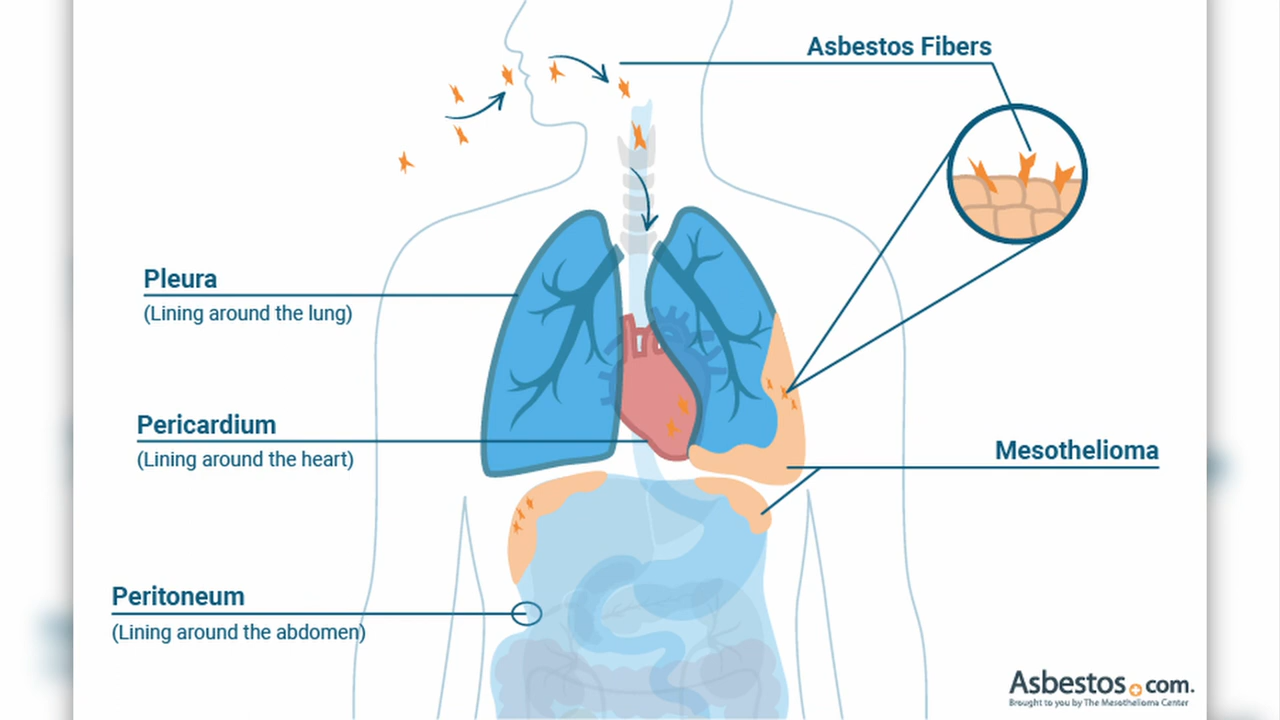 Asbestos Fibers
Pleura
(Lining around the lung)
Pericardium
(Lining around the heart)
Mesothelioma
Peritoneum
(Lining around the abdomen)
Asbestos.com.
Brought to you by The Mesothelioma Center